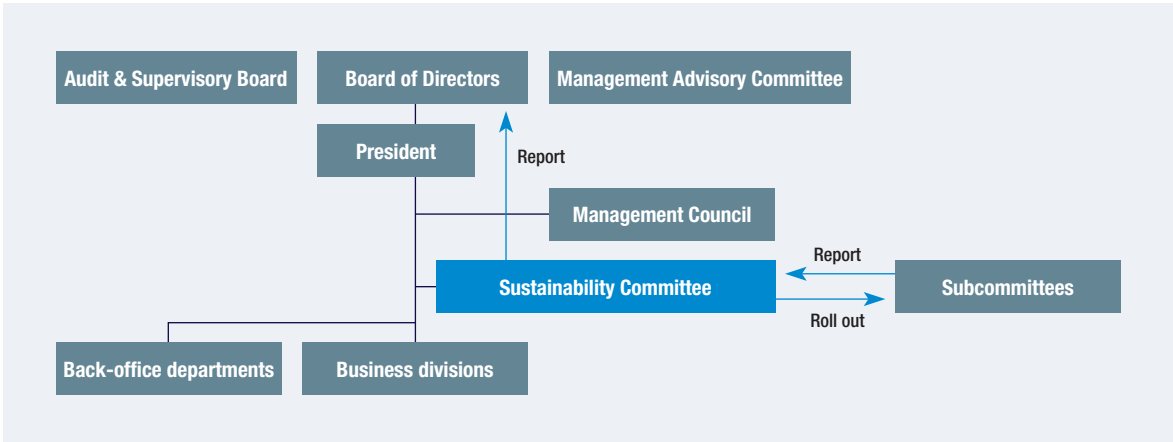 Audit & Supervisory Board
Board of Directors
Management Advisory Committee
President
Report
Management Council
Sustainability Committee
Report
Roll out
Subcommittees
Back-office departments
Business divisions